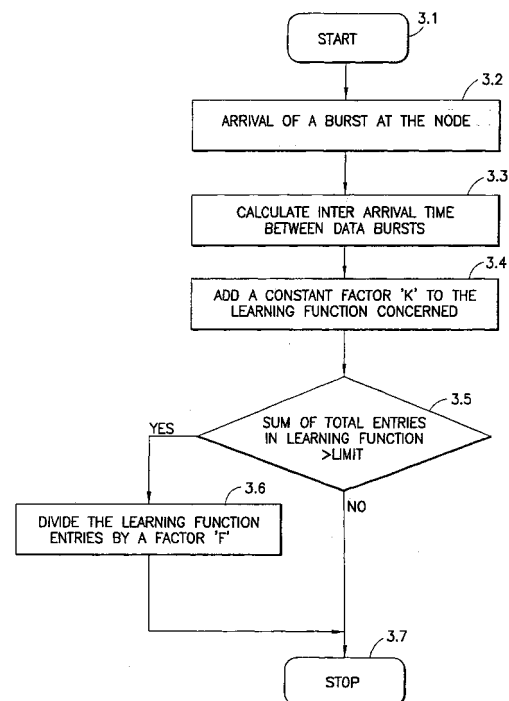 3.1
START
3.2
ARRIVAL OF A BURST AT THE NODE
3.3
CALCULATE INTER ARRIVAL TIME
BETWEEN DATA BURSTS
3.4
ADD A CONSTANT FACTOR 'K' TO THE
LEARNING FUNCTION CONCERNED
3.5
SUM OF TOTAL ENTRIES
IN LEARNING FUNCTION
>LIMIT
YES
NO
3.6
DIVIDE THE LEARNING FUNCTION
ENTRIES BY A FACTOR 'F'
3.7
STOP